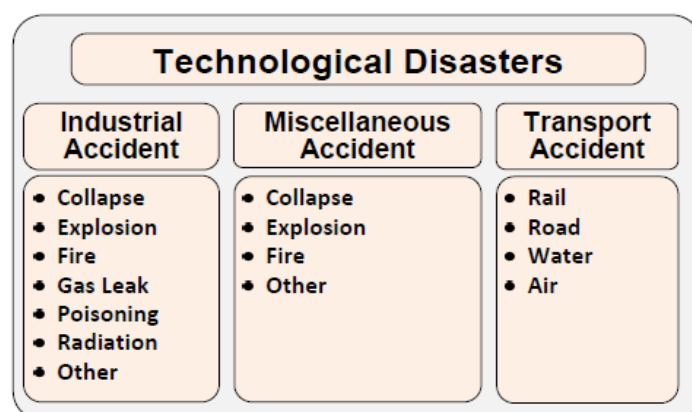 Technological Disasters
Industrial
Accident
• Collapse
• Explosion
• Fire
• Gas Leak
• Poisoning
• Radiation
• Other
Miscellaneous
Accident
• Collapse
• Explosion
• Fire
• Other
Transport
Accident
• Rail
• Road
• Water
• Air